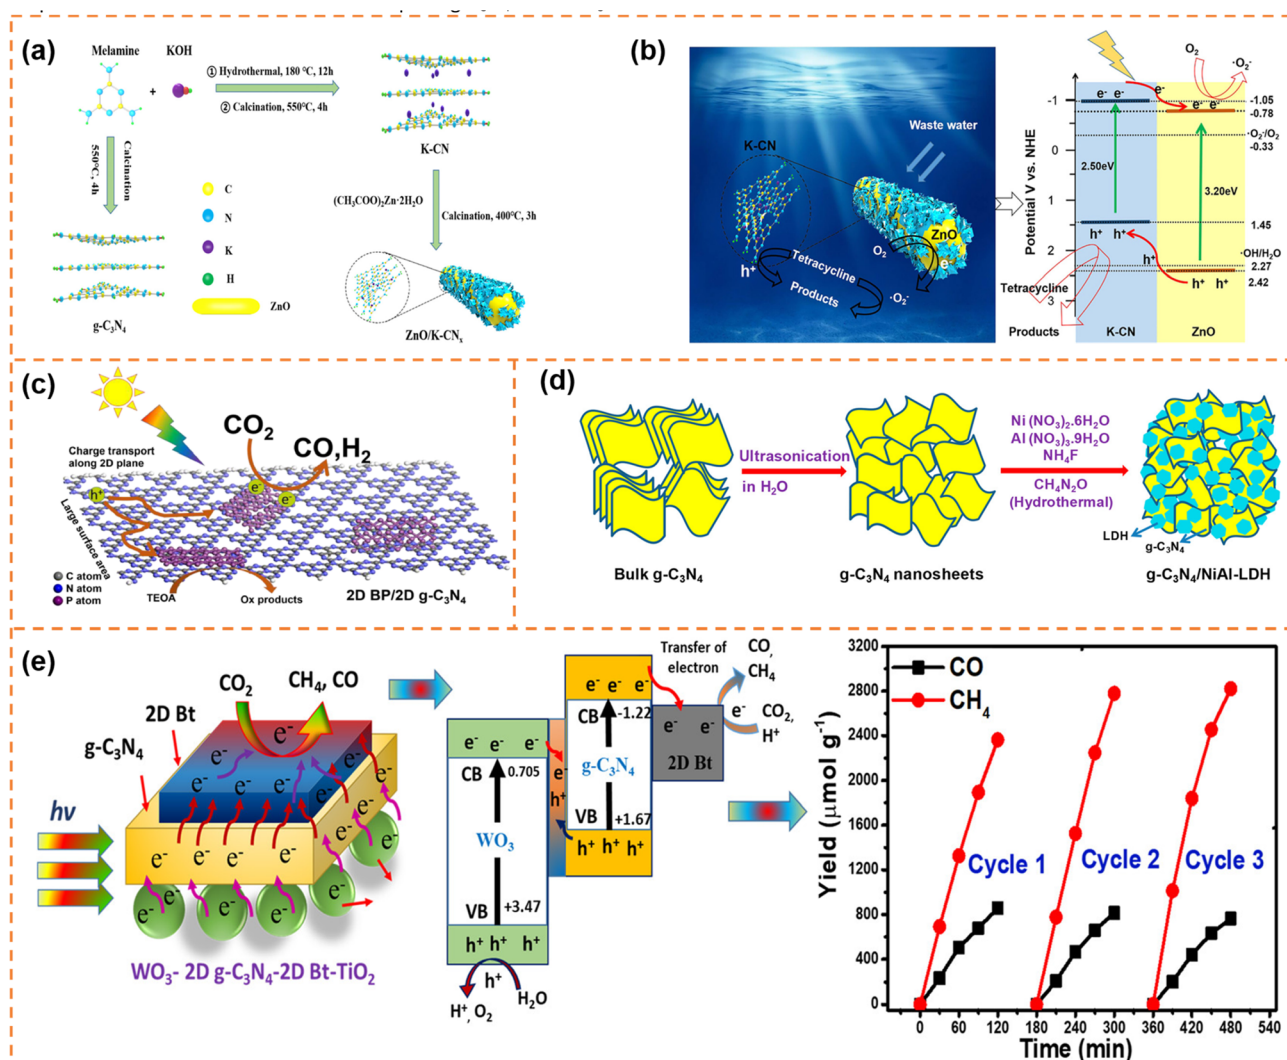 (a)
Melamine
KOH
+
① Hydrothermal, 180 °C, 12h
② Calcination, 550°C, 4h
K-CN
550°C, 4h
Calcination
C
N
K
H
ZnO
(CH₃COO)₂Zn·2H₂O
Calcination, 400°C, 3h
g-C₃N₄
ZnO/K-CNₓ
(b)
K-CN
Waste water
ZnO
O₂
e⁻
h⁺
Tetracycline
Products
·O₂⁻
Potential V vs. NHE
-1
0
1
2
3
O₂
·O₂⁻
e⁻ e⁻
e⁻
e⁻ e⁻
-1.05
-0.78
·O₂⁻/O₂
-0.33
2.50eV
3.20eV
1.45
h⁺ h⁺
h⁺
·OH/H₂O
2.27
h⁺ h⁺
2.42
Tetracycline
Products
K-CN
ZnO
(c)
CO₂
CO,H₂
Charge transport
along 2D plane
h⁺
e⁻
e⁻
Large surface area
C atom
N atom
P atom
TEOA
Ox products
2D BP/2D g-C₃N₄
(d)
Ultrasonication
in H₂O
Ni (NO₃)₂.6H₂O
Al (NO₃)₃.9H₂O
NH₄F
CH₄N₂O
(Hydrothermal)
LDH
g-C₃N₄
Bulk g-C₃N₄
g-C₃N₄ nanosheets
g-C₃N₄/NiAl-LDH
(e)
CO₂
CH₄, CO
2D Bt
g-C₃N₄
hν
e⁻
e⁻
e⁻
e⁻
e⁻
e⁻
e⁻
e⁻ e⁻ e⁻ e⁻ e⁻
e⁻
e⁻
e⁻
e⁻
e⁻
e⁻
e⁻
WO₃- 2D g-C₃N₄-2D Bt-TiO₂
Transfer of
electron
CO,
CH₄
e⁻
CO₂,
H⁺
e⁻ e⁻ e⁻
CB
-1.22
g-C₃N₄
VB
+1.67
h⁺ h⁺ h⁺
e⁻ e⁻
2D Bt
e⁻ e⁻ e⁻
CB
0.705
e⁻
h⁺
WO₃
VB
+3.47
h⁺ h⁺ h⁺
h⁺
H⁺, O₂
H₂O
CO
CH₄
Yield (μmol g⁻¹)
3200
2800
2400
2000
1600
1200
800
400
0
Cycle 1
Cycle 2
Cycle 3
0 60 120 180 240 300 360 420 480 540
Time (min)